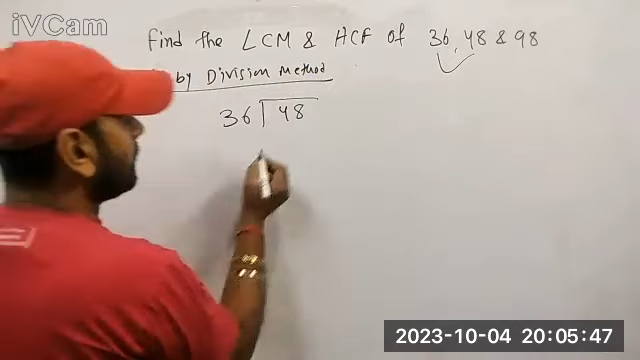 iVCam
Find the LCM & HCF of 36, 48 & 98
by Division Method
36 48
2023-10-04 20:05:47